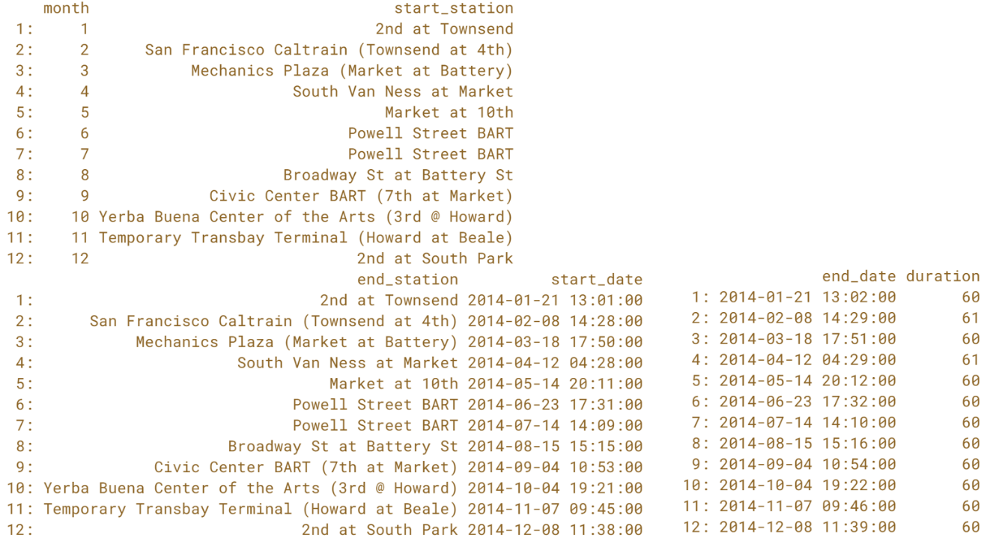 month start_station
1: 1 2nd at Townsend
2: 2 San Francisco Caltrain (Townsend at 4th)
3: 3 Mechanics Plaza (Market at Battery)
4: 4 South Van Ness at Market
5: 5 Market at 10th
6: 6 Powell Street BART
7: 7 Powell Street BART
8: 8 Broadway St at Battery St
9: 9 Civic Center BART (7th at Market)
10: 10 Yerba Buena Center of the Arts (3rd @ Howard)
11: 11 Temporary Transbay Terminal (Howard at Beale)
12: 12 2nd at South Park
end_station start_date
1: 2nd at Townsend 2014-01-21 13:01:00
2: San Francisco Caltrain (Townsend at 4th) 2014-02-08 14:28:00
3: Mechanics Plaza (Market at Battery) 2014-03-18 17:50:00
4: South Van Ness at Market 2014-04-12 04:28:00
5: Market at 10th 2014-05-14 20:11:00
6: Powell Street BART 2014-06-23 17:31:00
7: Powell Street BART 2014-07-14 14:09:00
8: Broadway St at Battery St 2014-08-15 15:15:00
9: Civic Center BART (7th at Market) 2014-09-04 10:53:00
10: Yerba Buena Center of the Arts (3rd @ Howard) 2014-10-04 19:21:00
11: Temporary Transbay Terminal (Howard at Beale) 2014-11-07 09:45:00
12: 2nd at South Park 2014-12-08 11:38:00
end_date duration
1: 2014-01-21 13:02:00 60
2: 2014-02-08 14:29:00 61
3: 2014-03-18 17:51:00 60
4: 2014-04-12 04:29:00 61
5: 2014-05-14 20:12:00 60
6: 2014-06-23 17:32:00 60
7: 2014-07-14 14:10:00 60
8: 2014-08-15 15:16:00 60
9: 2014-09-04 10:54:00 60
10: 2014-10-04 19:22:00 60
11: 2014-11-07 09:46:00 60
12: 2014-12-08 11:39:00 60